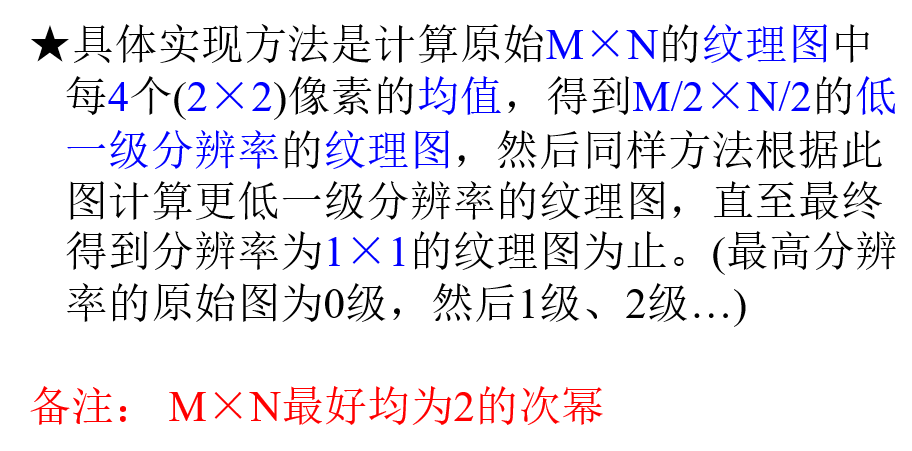 ★具体实现方法是计算原始M×N的纹理图中
每4个(2×2)像素的均值，得到M/2×N/2的低
一级分辨率的纹理图，然后同样方法根据此
图计算更低一级分辨率的纹理图，直至最终
得到分辨率为1×1的纹理图为止。(最高分辨
率的原始图为0级，然后1级、2级…)
备注： M×N最好均为2的次幂